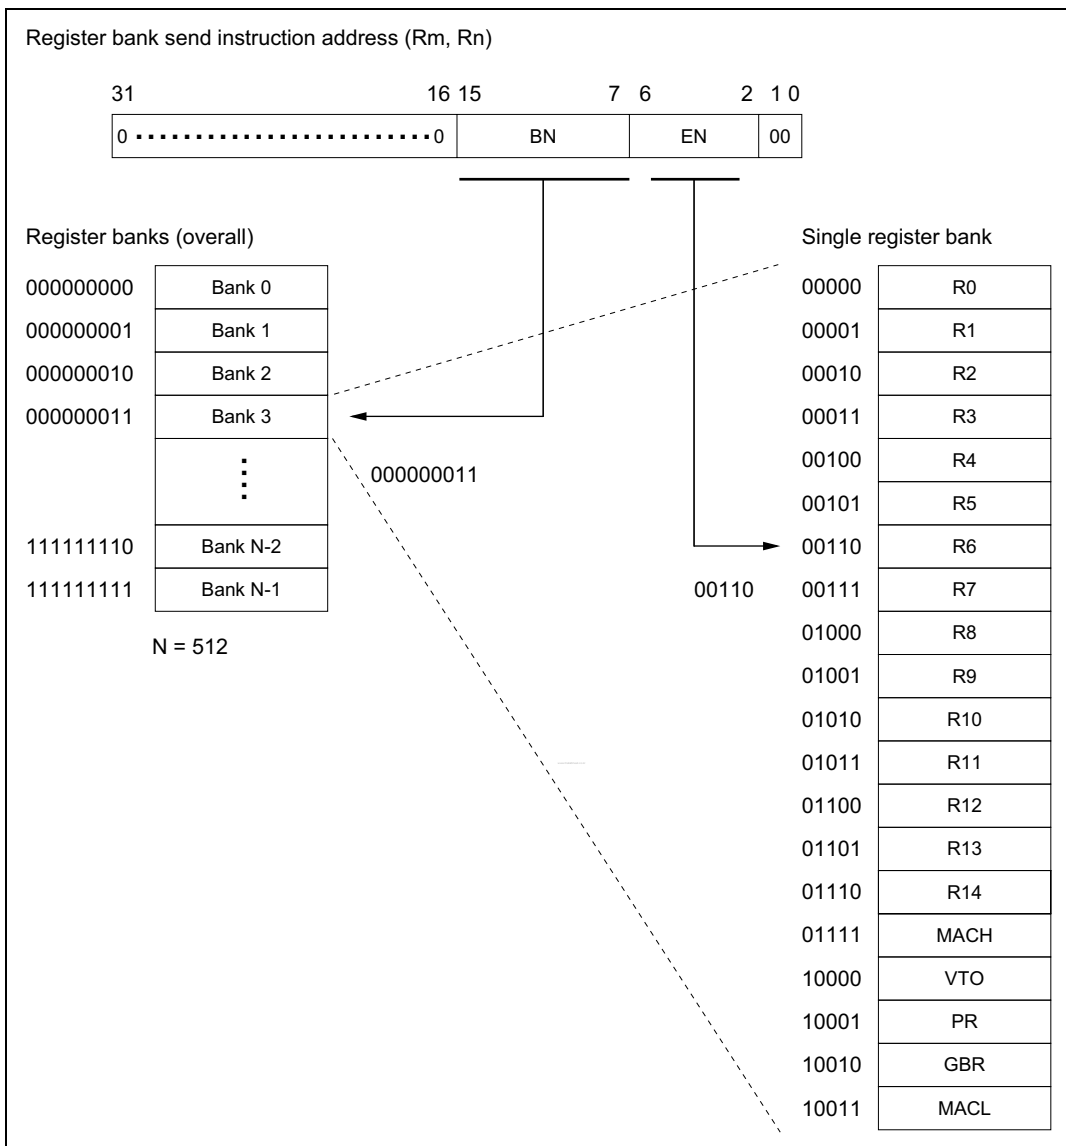 Register bank send instruction address (Rm, Rn)
31 16 15 7 6 2 1 0
0 0 BN EN 00
Register banks (overall) Single register bank
000000000 Bank 0 00000 R0
000000001 Bank 1 00001 R1
000000010 Bank 2 00010 R2
000000011 Bank 3 00011 R3
00100 R4
000000011
00101 R5
111111110 Bank N-2 00110 R6
111111111 Bank N-1 00110 00111 R7
N = 512
01000 R8
01001 R9
01010 R10
01011 R11
01100 R12
01101 R13
01110 R14
01111 MACH
10000 VTO
10001 PR
10010 GBR
10011 MACL